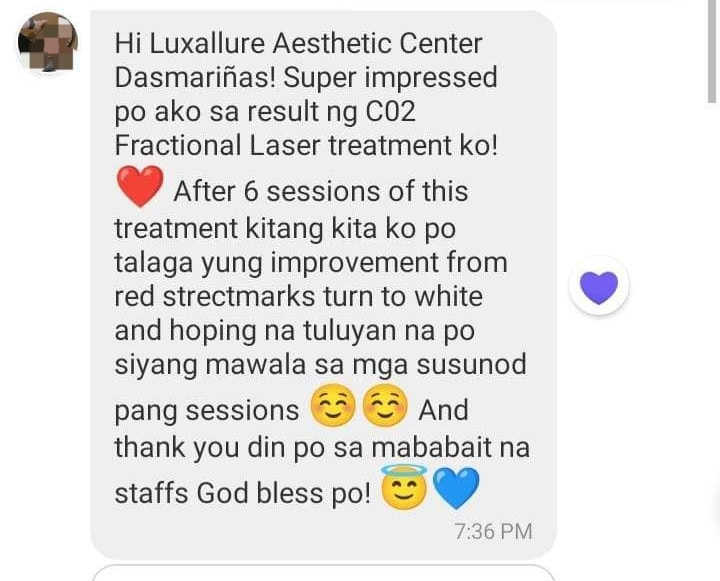 Hi Luxallure Aesthetic Center
Dasmariñas! Super impressed
po ako sa result ng C02
Fractional Laser treatment ko!
❤️ After 6 sessions of this
treatment kitang kita ko po
talaga yung improvement from
red strectmarks turn to white
and hoping na tuluyan na po
siyang mawala sa mga susunod
pang sessions ☺️☺️ And
thank you din po sa mababait na
staffs God bless po! 😇💙
7:36 PM